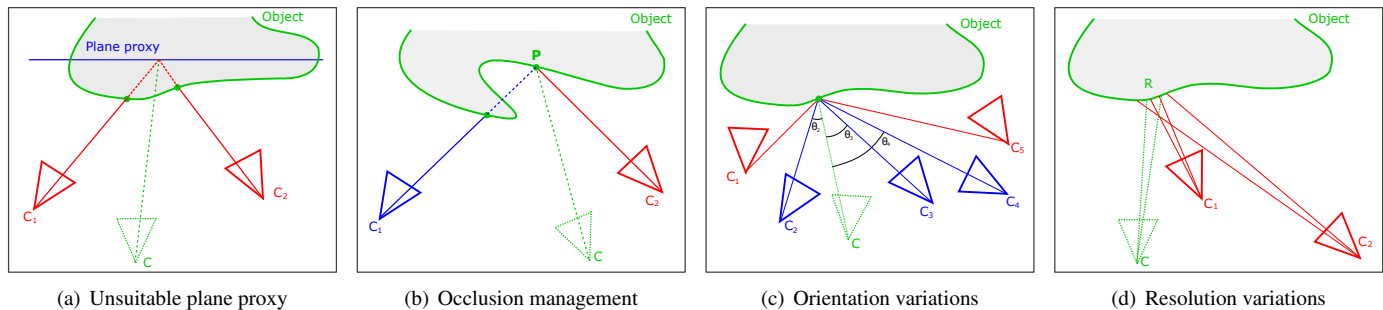 Object
Plane proxy
C₁
C₂
C
(a) Unsuitable plane proxy
Object
P
C₁
C₂
C
(b) Occlusion management
Object
θ₂
θ₃
θ₄
C₁
C₂
C
C₃
C₄
C₅
(c) Orientation variations
Object
R
C₁
C₂
C
(d) Resolution variations